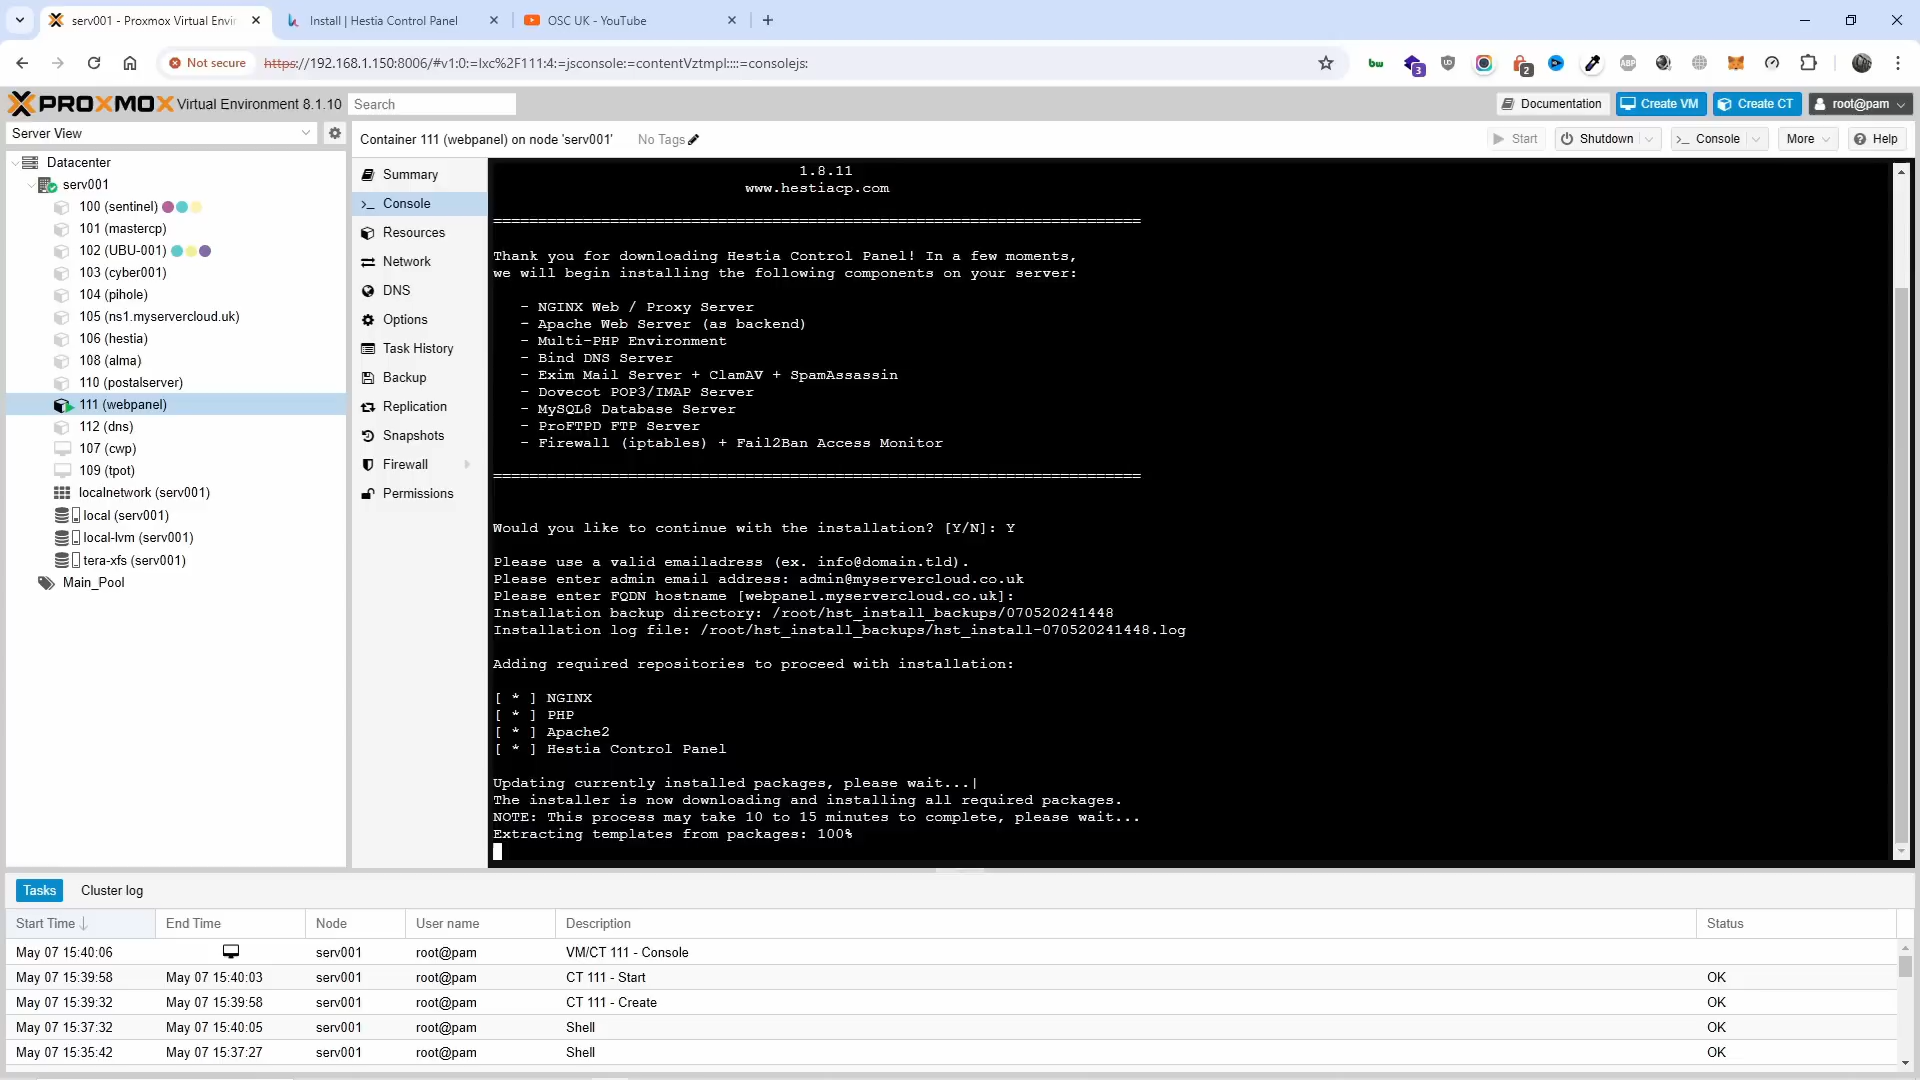 serv001 - Proxmox Virtual Envir
Install | Hestia Control Panel
OSC UK - YouTube
Not secure
https://192.168.1.150:8006/#v1:0:=lxc%2F111:4:=jsconsole:=contentVztmpl::::=consolejs:
PROXMOX Virtual Environment 8.1.10
Search
Documentation
Create VM
Create CT
root@pam
Server View
Container 111 (webpanel) on node 'serv001'
No Tags
Start
Shutdown
Console
More
Help
Datacenter
serv001
100 (sentinel)
101 (mastercp)
102 (UBU-001)
103 (cyber001)
104 (pihole)
105 (ns1.myservercloud.uk)
106 (hestia)
108 (alma)
110 (postalserver)
111 (webpanel)
112 (dns)
107 (cwp)
109 (tpot)
localnetwork (serv001)
local (serv001)
local-lvm (serv001)
tera-xfs (serv001)
Main_Pool
Summary
Console
Resources
Network
DNS
Options
Task History
Backup
Replication
Snapshots
Firewall
Permissions
1.8.11
www.hestiacp.com
========================================================================
Thank you for downloading Hestia Control Panel! In a few moments,
we will begin installing the following components on your server:
- NGINX Web / Proxy Server
- Apache Web Server (as backend)
- Multi-PHP Environment
- Bind DNS Server
- Exim Mail Server + ClamAV + SpamAssassin
- Dovecot POP3/IMAP Server
- MySQL8 Database Server
- ProFTPD FTP Server
- Firewall (iptables) + Fail2Ban Access Monitor
========================================================================
Would you like to continue with the installation? [Y/N]: Y
Please use a valid emailadress (ex. info@domain.tld).
Please enter admin email address: admin@myservercloud.co.uk
Please enter FQDN hostname [webpanel.myservercloud.co.uk]:
Installation backup directory: /root/hst_install_backups/070520241448
Installation log file: /root/hst_install_backups/hst_install-070520241448.log
Adding required repositories to proceed with installation:
[ * ] NGINX
[ * ] PHP
[ * ] Apache2
[ * ] Hestia Control Panel
Updating currently installed packages, please wait...|
The installer is now downloading and installing all required packages.
NOTE: This process may take 10 to 15 minutes to complete, please wait...
Extracting templates from packages: 100%
Tasks
Cluster log
Start Time End Time Node User name Description Status
May 07 15:40:06 serv001 root@pam VM/CT 111 - Console
May 07 15:39:58 May 07 15:40:03 serv001 root@pam CT 111 - Start OK
May 07 15:39:32 May 07 15:39:58 serv001 root@pam CT 111 - Create OK
May 07 15:37:32 May 07 15:40:05 serv001 root@pam Shell OK
May 07 15:35:42 May 07 15:37:27 serv001 root@pam Shell OK